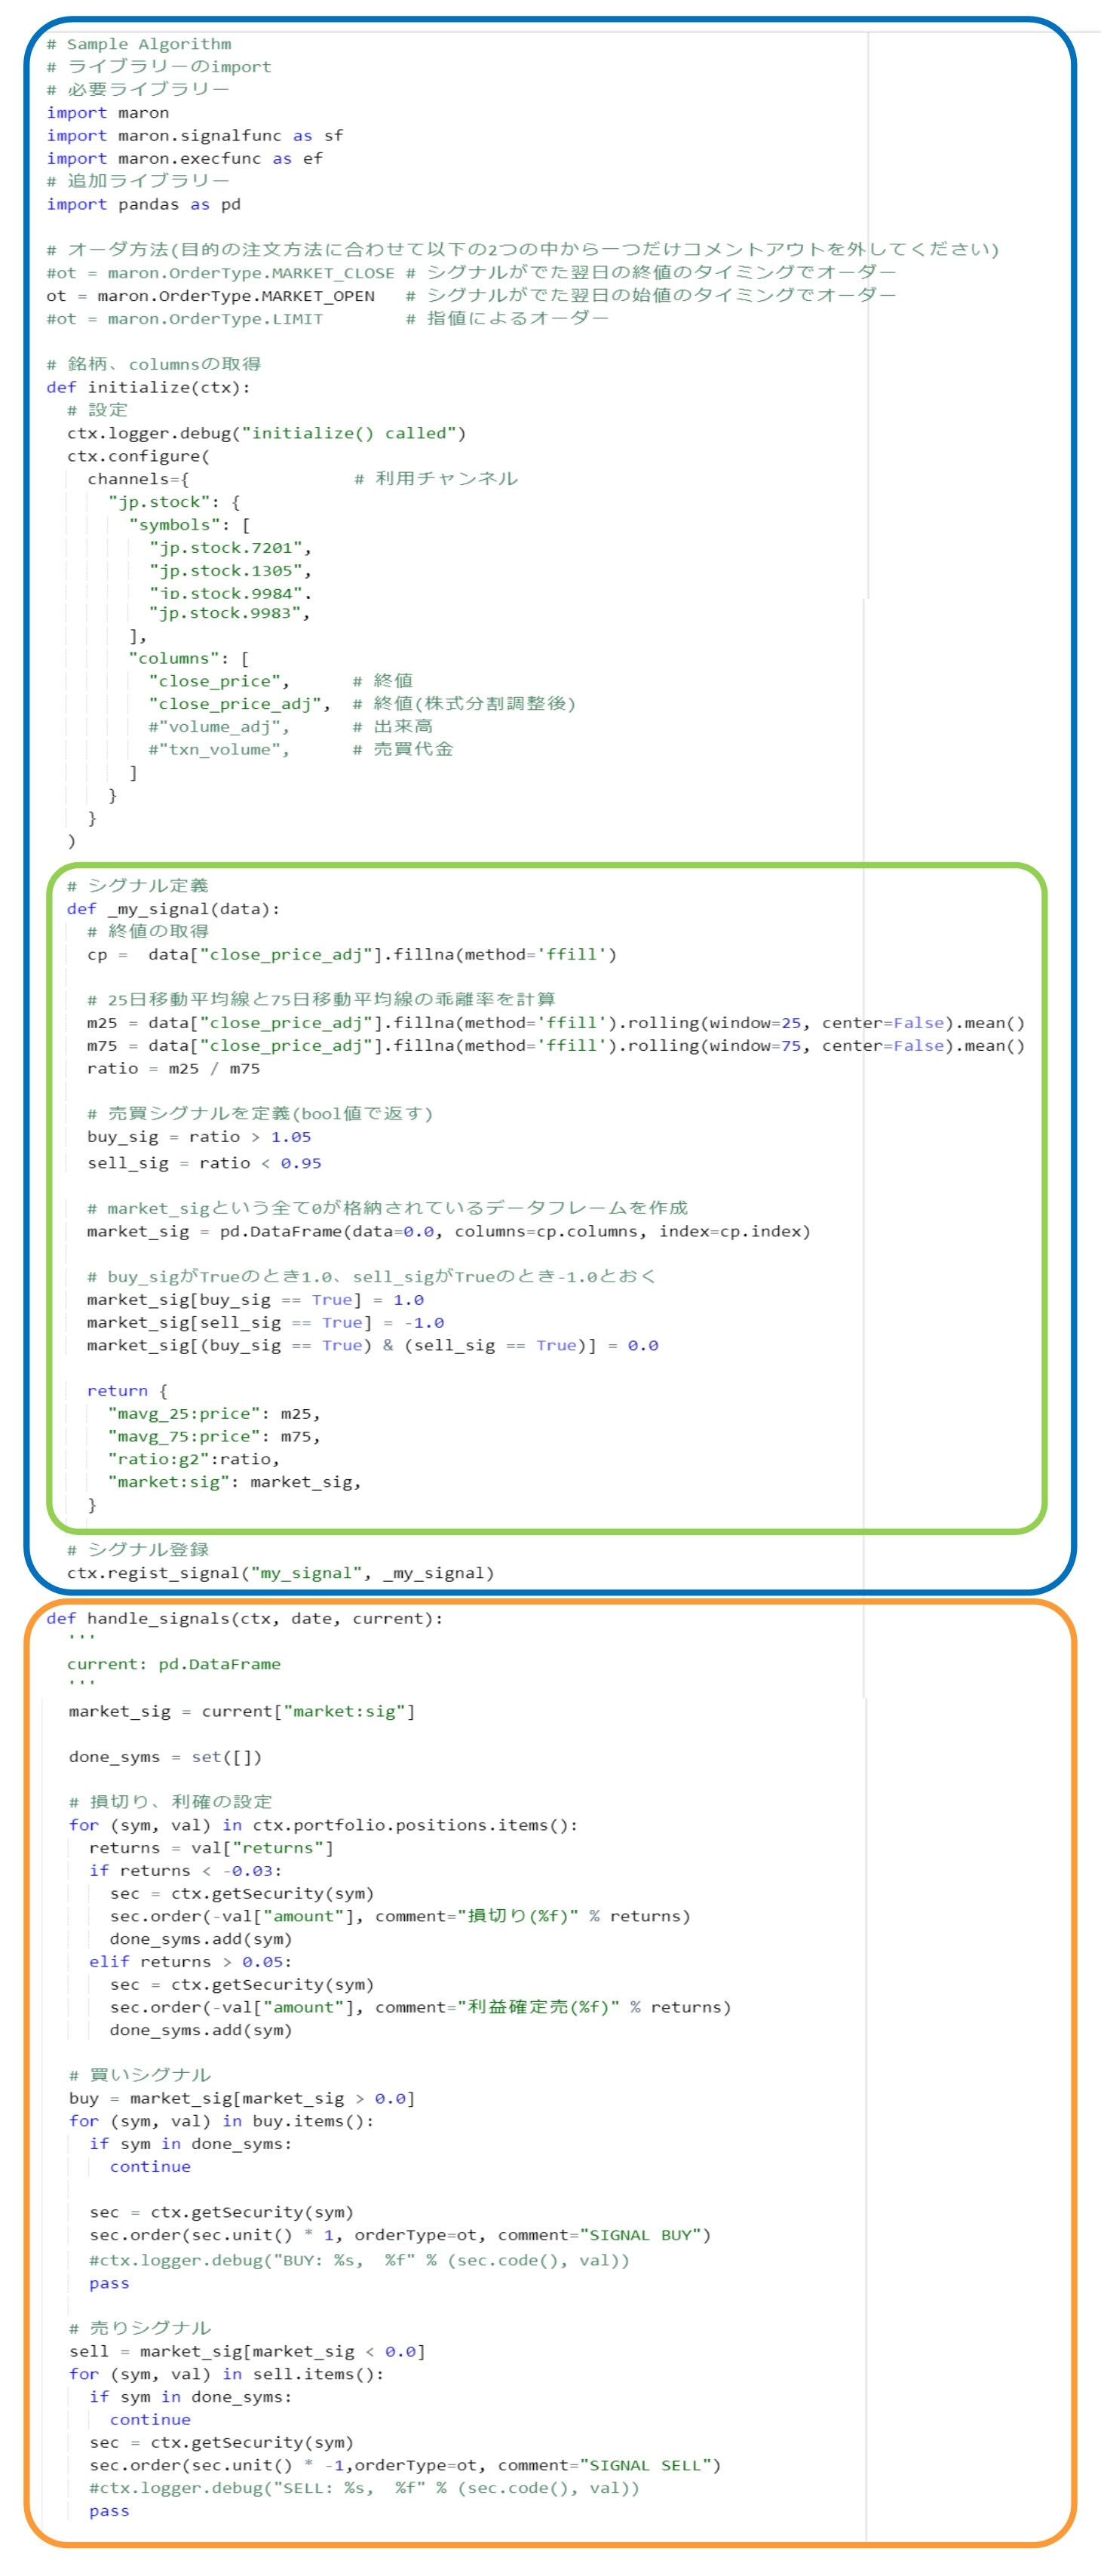 # Sample Algorithm
# ライブラリーのimport
# 必要ライブラリー
import maron
import maron.signalfunc as sf
import maron.execfunc as ef
# 追加ライブラリー
import pandas as pd
# オーダ方法(目的の注文方法に合わせて以下の2つの中から一つだけコメントアウトを外してください)
#ot = maron.OrderType.MARKET_CLOSE # シグナルがでた翌日の終値のタイミングでオーダー
ot = maron.OrderType.MARKET_OPEN   # シグナルがでた翌日の始値のタイミングでオーダー
#ot = maron.OrderType.LIMIT        # 指値によるオーダー
# 銘柄、columnsの取得
def initialize(ctx):
  # 設定
  ctx.logger.debug("initialize() called")
  ctx.configure(
    channels={                # 利用チャンネル
      "jp.stock": {
        "symbols": [
          "jp.stock.7201",
          "jp.stock.1305",
          "jp.stock.9984",
          "jp.stock.9983",
        ],
        "columns": [
          "close_price",      # 終値
          "close_price_adj",  # 終値(株式分割調整後)
          #"volume_adj",      # 出来高
          #"txn_volume",      # 売買代金
        ]
      }
    }
  )
  # シグナル定義
  def _my_signal(data):
    # 終値の取得
    cp =  data["close_price_adj"].fillna(method='ffill')
    # 25日移動平均線と75日移動平均線の乖離率を計算
    m25 = data["close_price_adj"].fillna(method='ffill').rolling(window=25, center=False).mean()
    m75 = data["close_price_adj"].fillna(method='ffill').rolling(window=75, center=False).mean()
    ratio = m25 / m75
    # 売買シグナルを定義(bool値で返す)
    buy_sig = ratio > 1.05
    sell_sig = ratio < 0.95
    # market_sigという全て0が格納されているデータフレームを作成
    market_sig = pd.DataFrame(data=0.0, columns=cp.columns, index=cp.index)
    # buy_sigがTrueのとき1.0、sell_sigがTrueのとき-1.0とおく
    market_sig[buy_sig == True] = 1.0
    market_sig[sell_sig == True] = -1.0
    market_sig[(buy_sig == True) & (sell_sig == True)] = 0.0
    return {
      "mavg_25:price": m25,
      "mavg_75:price": m75,
      "ratio:g2":ratio,
      "market:sig": market_sig,
    }
  # シグナル登録
  ctx.regist_signal("my_signal", _my_signal)
def handle_signals(ctx, date, current):
  '''
  current: pd.DataFrame
  '''
  market_sig = current["market:sig"]
  done_syms = set([])
  # 損切り、利確の設定
  for (sym, val) in ctx.portfolio.positions.items():
    returns = val["returns"]
    if returns < -0.03:
      sec = ctx.getSecurity(sym)
      sec.order(-val["amount"], comment="損切り(%f)" % returns)
      done_syms.add(sym)
    elif returns > 0.05:
      sec = ctx.getSecurity(sym)
      sec.order(-val["amount"], comment="利益確定売(%f)" % returns)
      done_syms.add(sym)
  # 買いシグナル
  buy = market_sig[market_sig > 0.0]
  for (sym, val) in buy.items():
    if sym in done_syms:
      continue
    sec = ctx.getSecurity(sym)
    sec.order(sec.unit() * 1, orderType=ot, comment="SIGNAL BUY")
    #ctx.logger.debug("BUY: %s,  %f" % (sec.code(), val))
    pass
  # 売りシグナル
  sell = market_sig[market_sig < 0.0]
  for (sym, val) in sell.items():
    if sym in done_syms:
      continue
    sec = ctx.getSecurity(sym)
    sec.order(sec.unit() * -1,orderType=ot, comment="SIGNAL SELL")
    #ctx.logger.debug("SELL: %s,  %f" % (sec.code(), val))
    pass